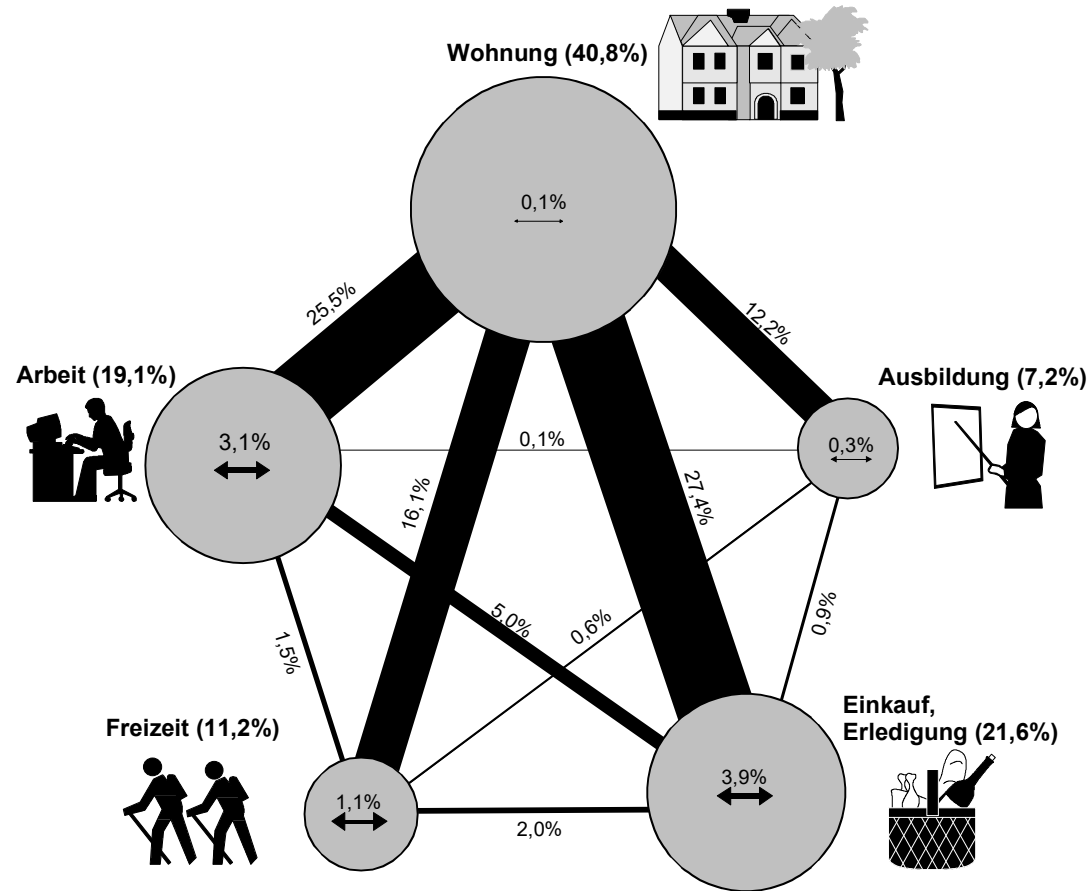 Wohnung (40,8%)
0,1%
25,5%
12,2%
Arbeit (19,1%)
Ausbildung (7,2%)
3,1%
0,1%
0,3%
16,1%
27,4%
5,0%
0,6%
0,9%
1,5%
Freizeit (11,2%)
Einkauf,
Erledigung (21,6%)
1,1%
3,9%
2,0%